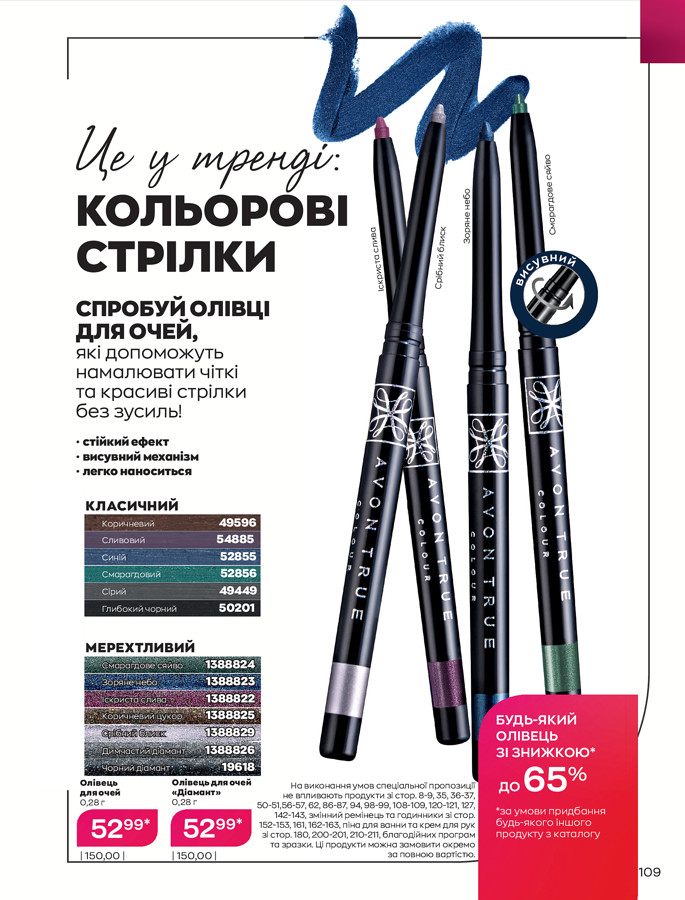 Це у тренді:
КОЛЬОРОВІ
СТРІЛКИ
СПРОБУЙ ОЛІВЦІ
ДЛЯ ОЧЕЙ,
які допоможуть
намалювати чіткі
та красиві стрілки
без зусиль!
· стійкий ефект
· висувний механізм
· легко наноситься
Іскриста слива
Срібний блиск
Зоряне небо
Смарагдове сяйво
ВИСУВНИЙ
AVON TRUE
COLOUR
AVON TRUE
COLOUR
AVON TRUE
COLOUR
КЛАСИЧНИЙ
Коричневий 49596
Сливовий 54885
Синій 52855
Смарагдовий 52856
Сірий 49449
Глибокий чорний 50201
МЕРЕХТЛИВИЙ
Смарагдове сяйво 1388824
Зоряне небо 1388823
Іскриста слива 1388822
Коричневий цукор 1388825
Срібний блиск 1388829
Димчастий діамант 1388826
Чорний діамант 19618
Олівець
для очей
0,28 г
5299*
| 150,00 |
Олівець для очей
«Діамант»
0,28 г
5299*
| 150,00 |
На виконання умов спеціальної пропозиції
не впливають продукти зі стор. 8-9, 35, 36-37,
50-51,56-57, 62, 86-87, 94, 98-99, 108-109, 120-121, 127,
142-143, змінний ремінець та годинники зі стор.
152-153, 161, 162-163, піна для ванни та крем для рук
зі стор. 180, 200-201, 210-211, благодійних програм
та зразки. Ці продукти можна замовити окремо
за повною вартістю.
БУДЬ-ЯКИЙ
ОЛІВЕЦЬ
ЗІ ЗНИЖКОЮ*
ДО 65%
*за умови придбання
будь-якого іншого
продукту з каталогу
109